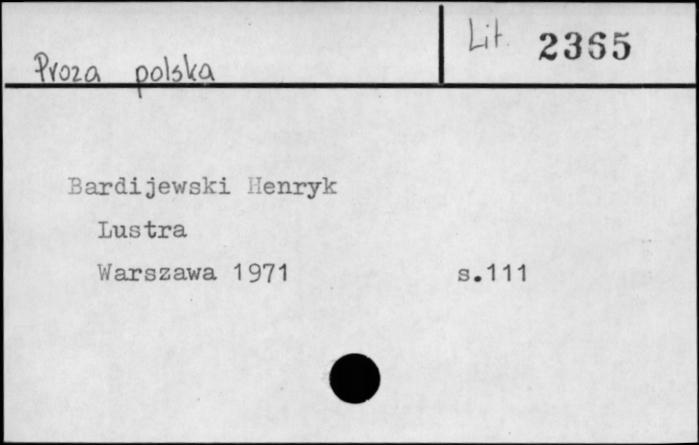 Proza polska
Lit. 2365
Bardijewski Henryk
Lustra
Warszawa 1971 s.111